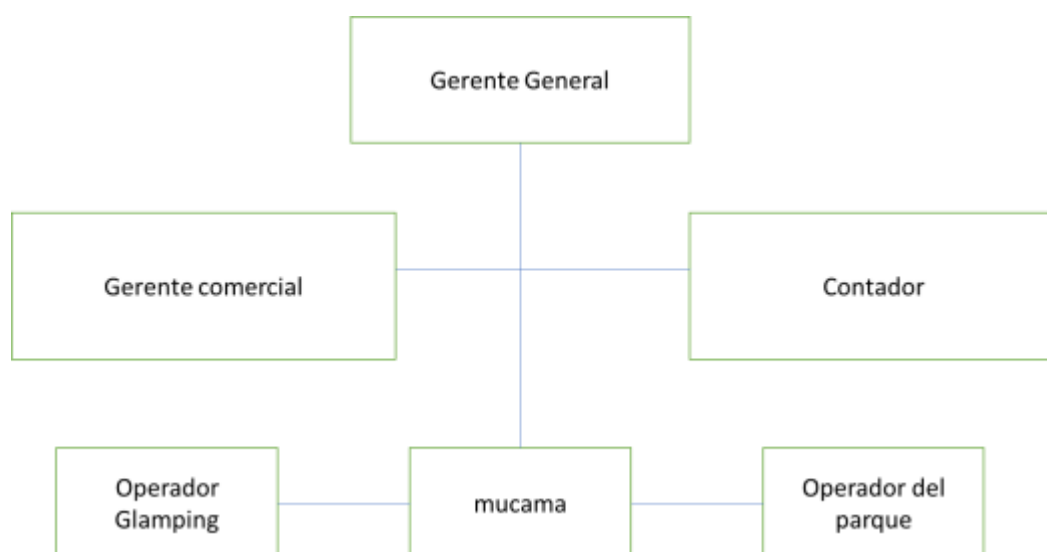 Gerente General
Gerente comercial
Contador
Operador
Glamping
mucama
Operador del
parque